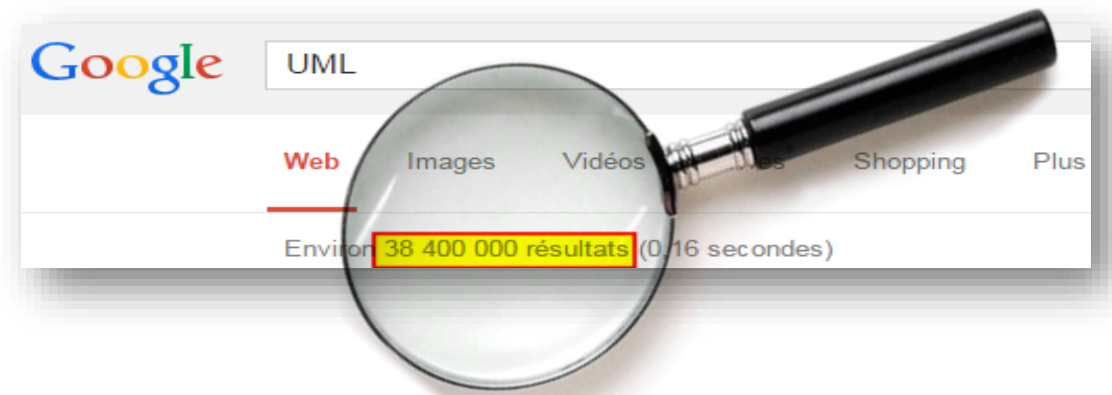 Google UML
Web Images Vidéos Shopping Plus
Environ 38 400 000 résultats (0,16 secondes)